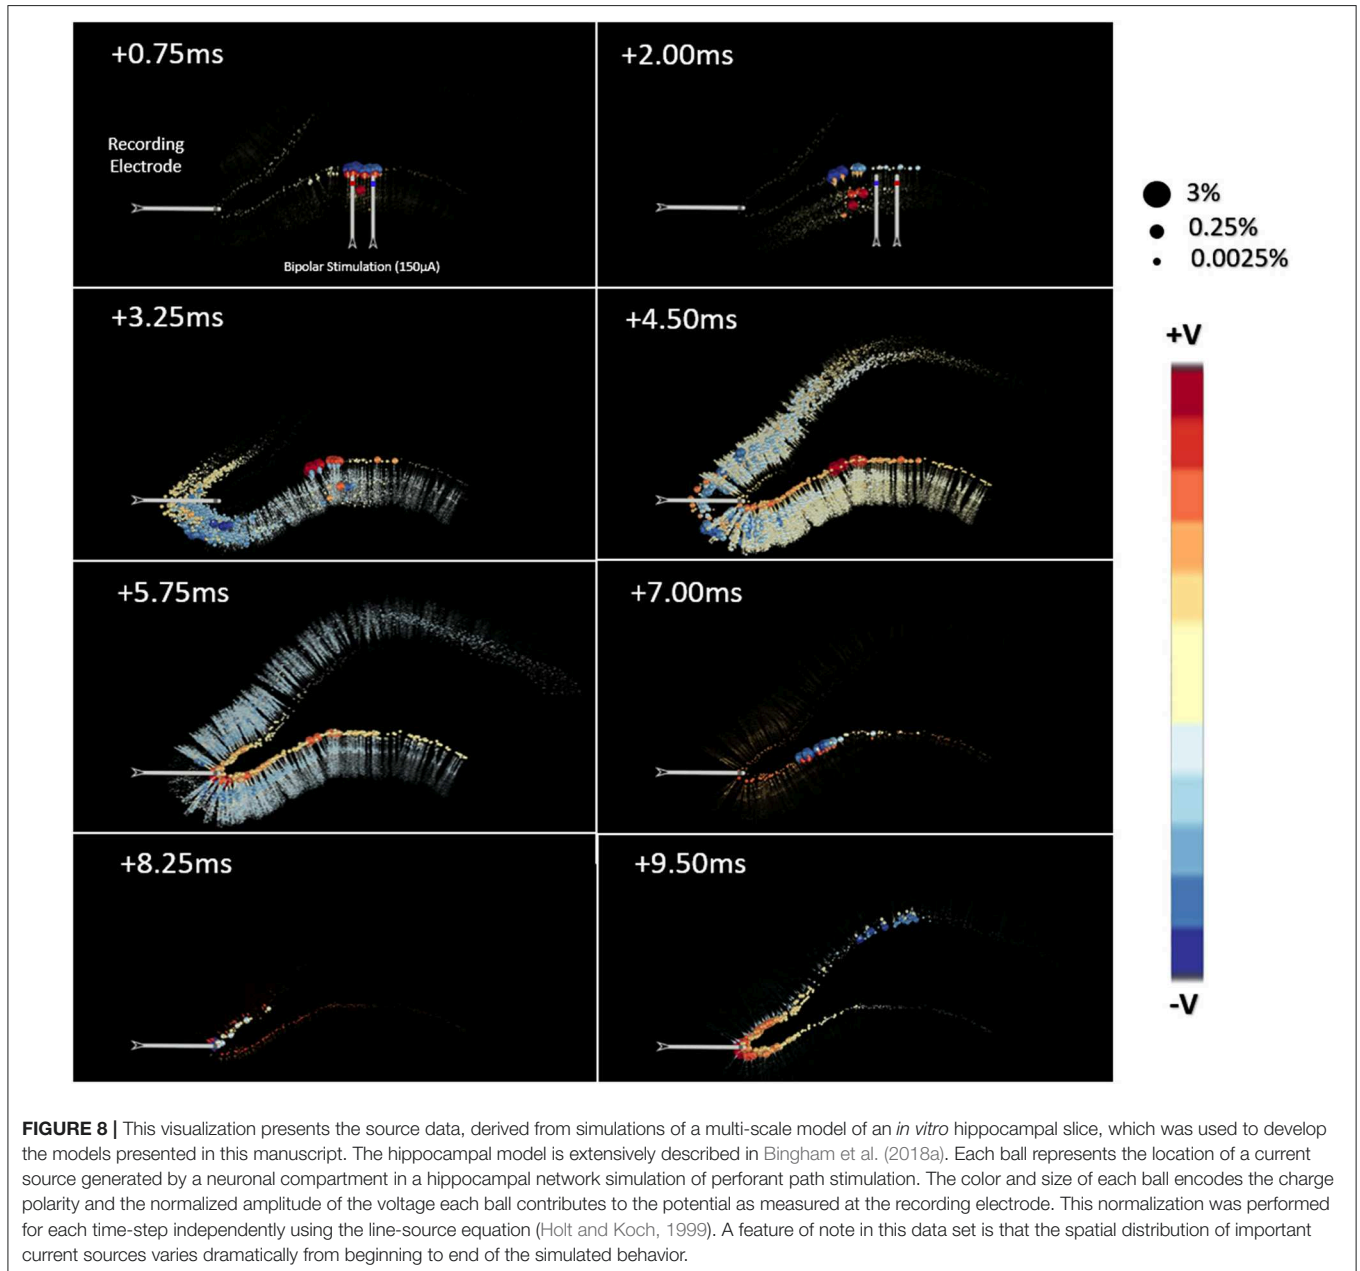 +0.75ms
+2.00ms
Recording
Electrode
Bipolar Stimulation (150µA)
3%
0.25%
0.0025%
+3.25ms
+4.50ms
+V
+5.75ms
+7.00ms
+8.25ms
+9.50ms
-V
FIGURE 8 | This visualization presents the source data, derived from simulations of a multi-scale model of an in vitro hippocampal slice, which was used to develop
the models presented in this manuscript. The hippocampal model is extensively described in Bingham et al. (2018a). Each ball represents the location of a current
source generated by a neuronal compartment in a hippocampal network simulation of perforant path stimulation. The color and size of each ball encodes the charge
polarity and the normalized amplitude of the voltage each ball contributes to the potential as measured at the recording electrode. This normalization was performed
for each time-step independently using the line-source equation (Holt and Koch, 1999). A feature of note in this data set is that the spatial distribution of important
current sources varies dramatically from beginning to end of the simulated behavior.